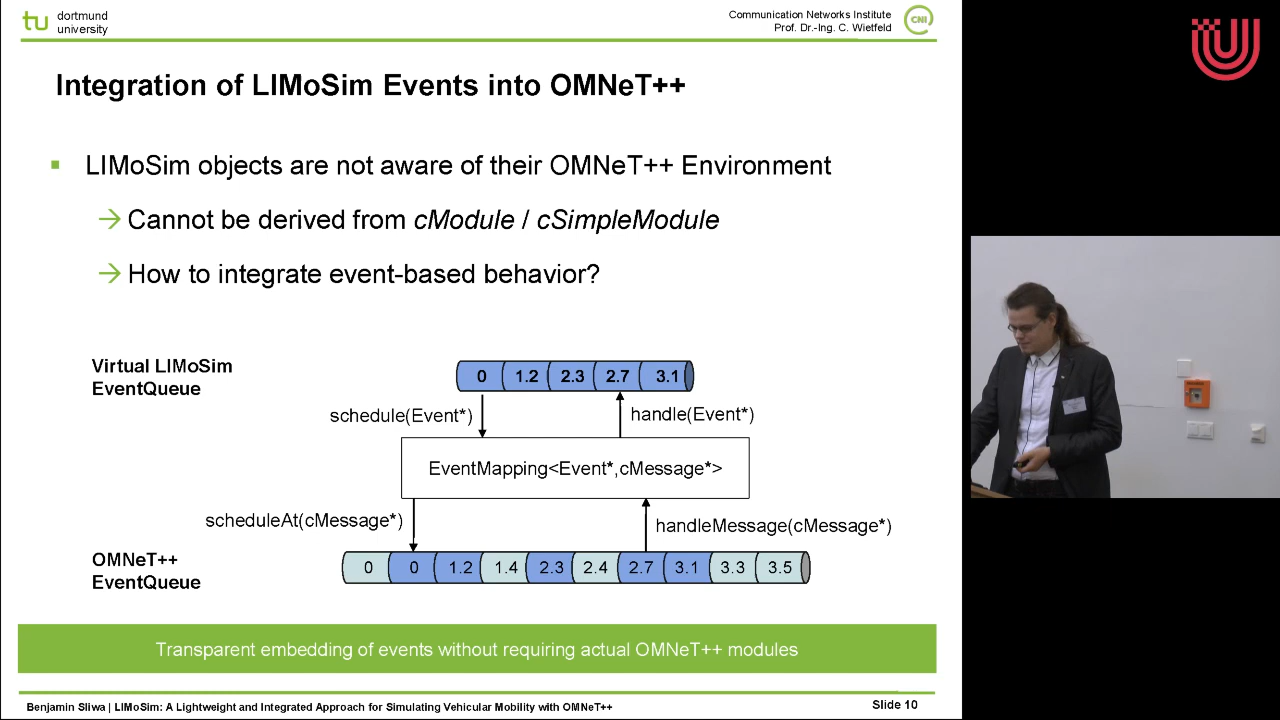 tu dortmund
university
Communication Networks Institute
Prof. Dr.-Ing. C. Wietfeld
CNI
Integration of LIMoSim Events into OMNeT++
LIMoSim objects are not aware of their OMNeT++ Environment
→ Cannot be derived from cModule / cSimpleModule
→ How to integrate event-based behavior?
Virtual LIMoSim
EventQueue
0 1.2 2.3 2.7 3.1
schedule(Event*)
handle(Event*)
EventMapping<Event*,cMessage*>
scheduleAt(cMessage*)
handleMessage(cMessage*)
OMNeT++
EventQueue
0 0 1.2 1.4 2.3 2.4 2.7 3.1 3.3 3.5
Transparent embedding of events without requiring actual OMNeT++ modules
Benjamin Sliwa | LIMoSim: A Lightweight and Integrated Approach for Simulating Vehicular Mobility with OMNeT++
Slide 10